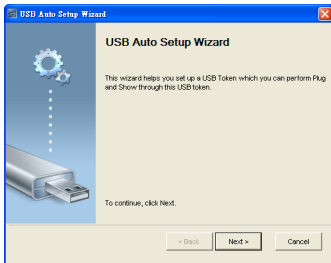 USB Auto Setup Wizard
USB Auto Setup Wizard
This wizard helps you set up a USB Token which you can perform Plug
and Show through this USB token.
To continue, click Next.
< Back
Next >
Cancel